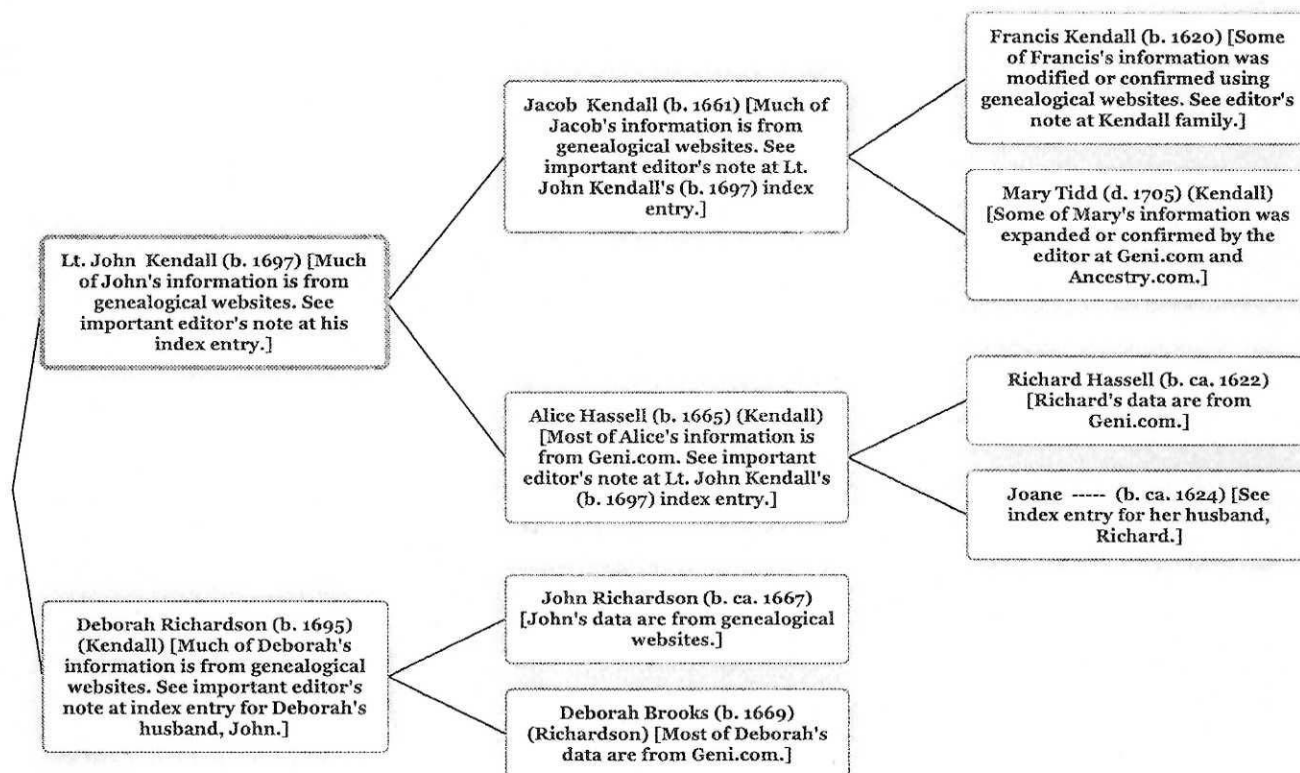 Francis Kendall (b. 1620) [Some
of Francis's information was
modified or confirmed using
genealogical websites. See editor's
note at Kendall family.]
Jacob Kendall (b. 1661) [Much of
Jacob's information is from
genealogical websites. See
important editor's note at Lt.
John Kendall's (b. 1697) index
entry.]
Mary Tidd (d. 1705) (Kendall)
[Some of Mary's information was
expanded or confirmed by the
editor at Geni.com and
Ancestry.com.]
Lt. John Kendall (b. 1697) [Much
of John's information is from
genealogical websites. See
important editor's note at his
index entry.]
Richard Hassell (b. ca. 1622)
[Richard's data are from
Geni.com.]
Alice Hassell (b. 1665) (Kendall)
[Most of Alice's information is
from Geni.com. See important
editor's note at Lt. John Kendall's
(b. 1697) index entry.]
Joane ----- (b. ca. 1624) [See
index entry for her husband,
Richard.]
Deborah Richardson (b. 1695)
(Kendall) [Much of Deborah's
information is from genealogical
websites. See important editor's
note at index entry for Deborah's
husband, John.]
John Richardson (b. ca. 1667)
[John's data are from genealogical
websites.]
Deborah Brooks (b. 1669)
(Richardson) [Most of Deborah's
data are from Geni.com.]